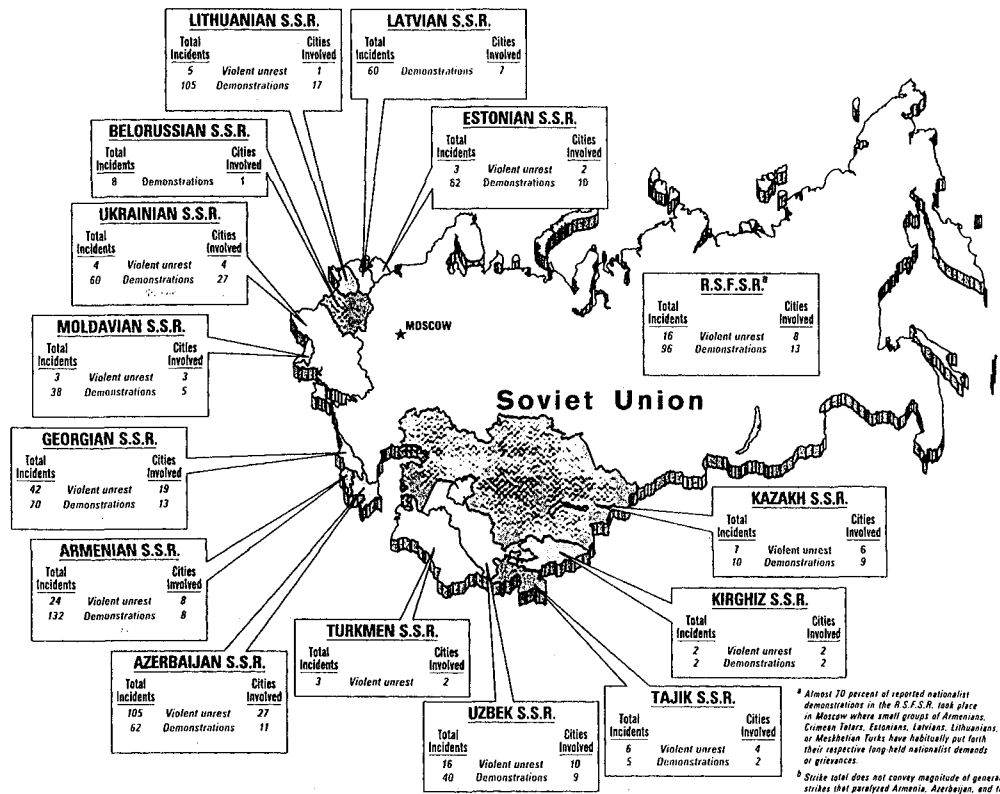 LITHUANIAN S.S.R.
Total Incidents Cities Involved
5 Violent unrest 1
105 Demonstrations 17
LATVIAN S.S.R.
Total Incidents Cities Involved
60 Demonstrations 7
BELORUSSIAN S.S.R.
Total Incidents Cities Involved
8 Demonstrations 1
ESTONIAN S.S.R.
Total Incidents Cities Involved
3 Violent unrest 2
62 Demonstrations 10
UKRAINIAN S.S.R.
Total Incidents Cities Involved
4 Violent unrest 4
60 Demonstrations 27
R.S.F.S.R.ª
Total Incidents Cities Involved
16 Violent unrest 8
96 Demonstrations 13
MOSCOW
MOLDAVIAN S.S.R.
Total Incidents Cities Involved
3 Violent unrest 3
38 Demonstrations 5
Soviet Union
GEORGIAN S.S.R.
Total Incidents Cities Involved
42 Violent unrest 19
70 Demonstrations 13
KAZAKH S.S.R.
Total Incidents Cities Involved
7 Violent unrest 6
10 Demonstrations 9
ARMENIAN S.S.R.
Total Incidents Cities Involved
24 Violent unrest 8
132 Demonstrations 8
KIRGHIZ S.S.R.
Total Incidents Cities Involved
2 Violent unrest 2
2 Demonstrations 2
TURKMEN S.S.R.
Total Incidents Cities Involved
3 Violent unrest 2
AZERBAIJAN S.S.R.
Total Incidents Cities Involved
105 Violent unrest 27
62 Demonstrations 11
UZBEK S.S.R.
Total Incidents Cities Involved
16 Violent unrest 10
40 Demonstrations 9
TAJIK S.S.R.
Total Incidents Cities Involved
6 Violent unrest 4
5 Demonstrations 2
ª Almost 70 percent of reported nationalist
demonstrations in the R.S.F.S.R. took place
in Moscow where small groups of Armenians,
Crimean Tatars, Estonians, Latvians, Lithuanians,
or Meskhetian Turks have habitually put forth
their respective long-held nationalist demands
or grievances.
b Strike total does not convey magnitude of general
strikes that paralyzed Armenia, Azerbaijan, and